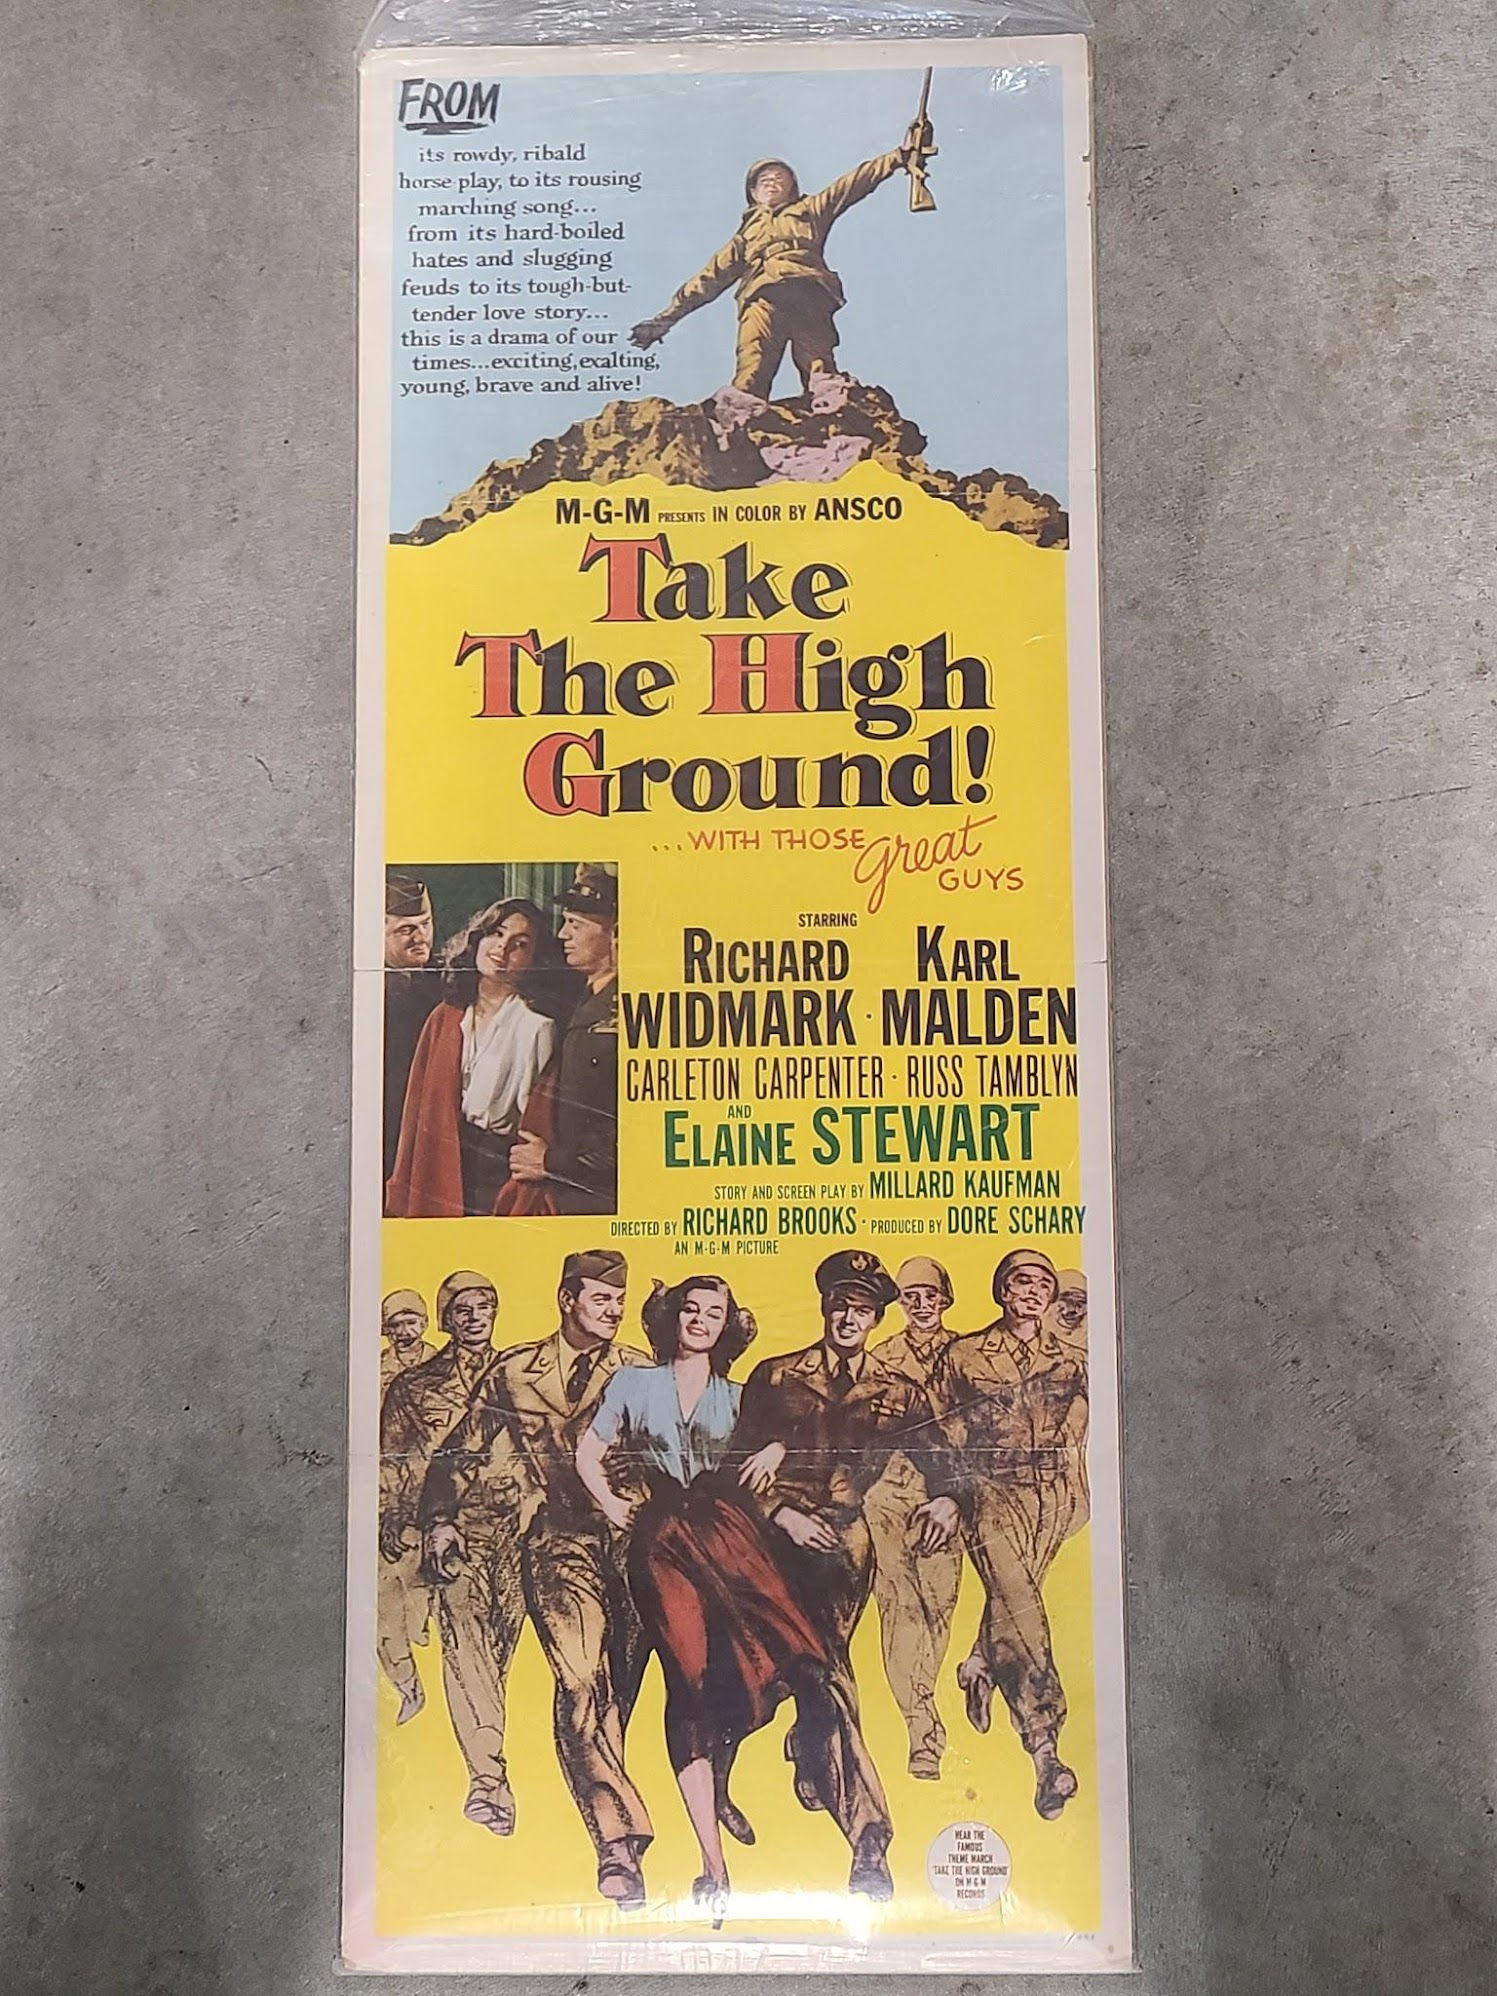 FROM
its rowdy, ribald
horse-play, to its rousing
marching song...
from its hard-boiled
hates and slugging
feuds to its tough-but-
tender love story...
this is a drama of our
times...exciting, exalting,
young, brave and alive!
M-G-M PRESENTS IN COLOR BY ANSCO
Take
The High
Ground!
...WITH THOSE Great
GUYS
STARRING
RICHARD KARL
WIDMARK · MALDEN
CARLETON CARPENTER · RUSS TAMBLYN
AND
ELAINE STEWART
STORY AND SCREEN PLAY BY MILLARD KAUFMAN
DIRECTED BY RICHARD BROOKS · PRODUCED BY DORE SCHARY
AN M-G-M PICTURE
HEAR THE
FAMOUS
THEME MARCH
"TAKE THE HIGH GROUND"
ON M G M
RECORDS